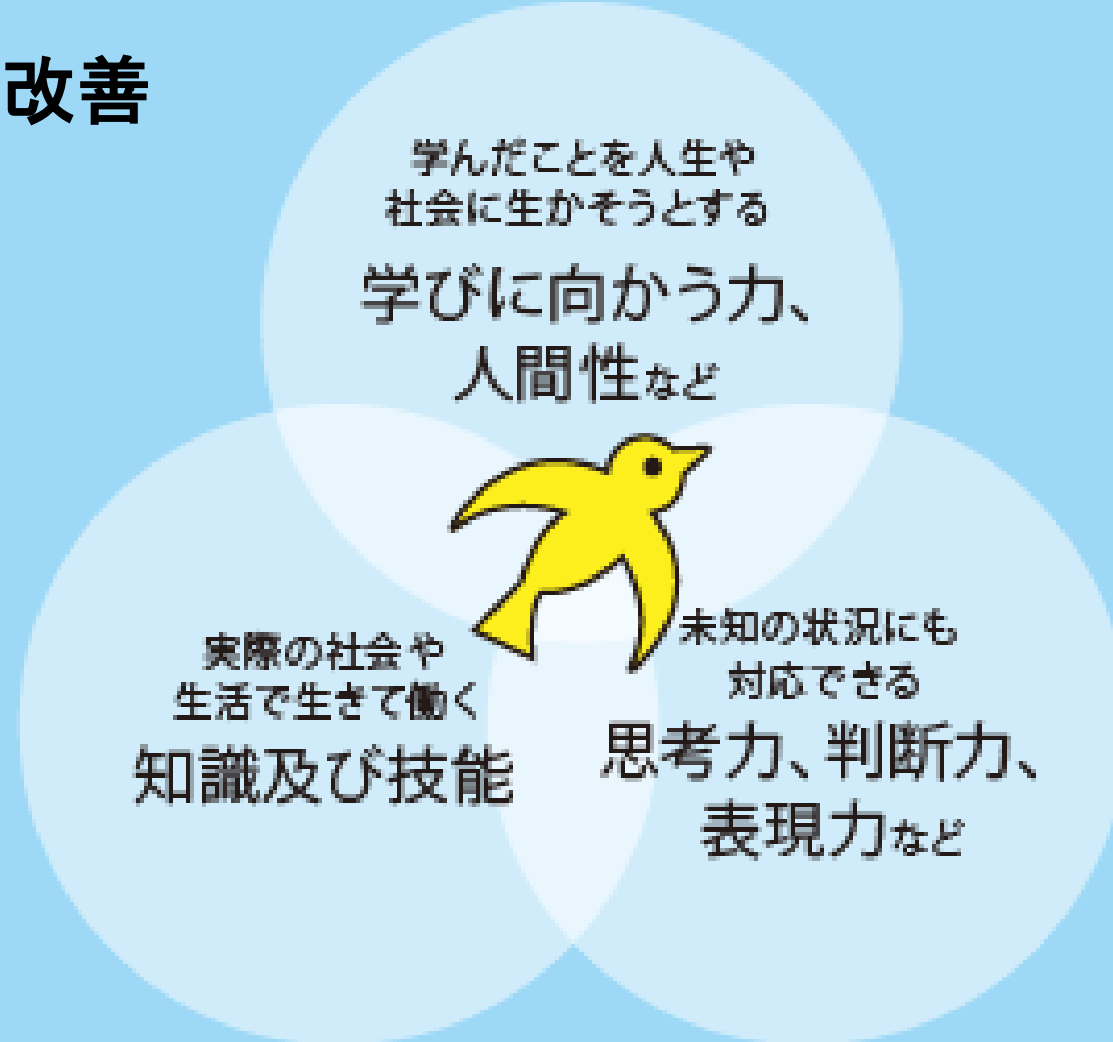 改善
学んだことを人生や
社会に生かそうとする
学びに向かう力、
人間性など
実際の社会や
生活で生きて働く
知識及び技能
未知の状況にも
対応できる
思考力、判断力、
表現力など